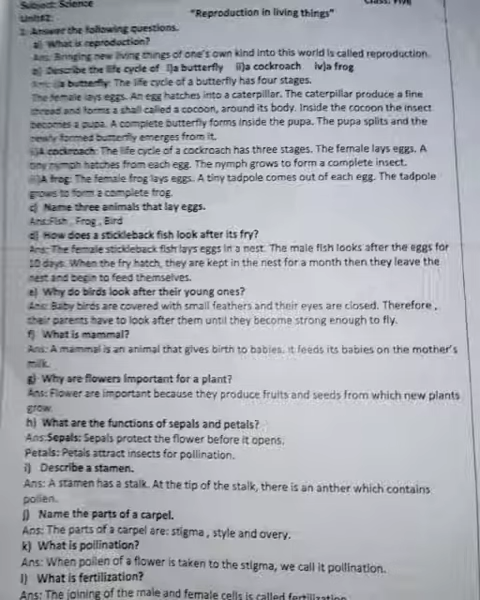 Subject: Science
Class: Five
Unit#2:
"Reproduction in living things"
1: Answer the following questions.
a) What is reproduction?
Ans: Bringing new living things of one's own kind into this world is called reproduction.
b) Describe the life cycle of i)a butterfly ii)a cockroach iv)a frog
Ans: i)a butterfly: The life cycle of a butterfly has four stages.
The female lays eggs. An egg hatches into a caterpillar. The caterpillar produce a fine
thread and forms a shall called a cocoon, around its body. Inside the cocoon the insect
becomes a pupa. A complete butterfly forms inside the pupa. The pupa splits and the
newly formed butterfly emerges from it.
ii)A cockroach: The life cycle of a cockroach has three stages. The female lays eggs. A
tiny nymph hatches from each egg. The nymph grows to form a complete insect.
iii)A frog: The female frog lays eggs. A tiny tadpole comes out of each egg. The tadpole
grows to form a complete frog.
c) Name three animals that lay eggs.
Ans:Fish , Frog , Bird
d) How does a stickleback fish look after its fry?
Ans: The female stickleback fish lays eggs in a nest. The male fish looks after the eggs for
10 days. When the fry hatch, they are kept in the nest for a month then they leave the
nest and begin to feed themselves.
e) Why do birds look after their young ones?
Ans: Baby birds are covered with small feathers and their eyes are closed. Therefore ,
their parents have to look after them until they become strong enough to fly.
f) What is mammal?
Ans: A mammal is an animal that gives birth to babies. it feeds its babies on the mother's
milk.
g) Why are flowers important for a plant?
Ans: Flower are important because they produce fruits and seeds from which new plants
grow.
h) What are the functions of sepals and petals?
Ans:Sepals: Sepals protect the flower before it opens.
Petals: Petals attract insects for pollination.
i) Describe a stamen.
Ans: A stamen has a stalk. At the tip of the stalk, there is an anther which contains
pollen.
j) Name the parts of a carpel.
Ans: The parts of a carpel are: stigma , style and overy.
k) What is pollination?
Ans: When pollen of a flower is taken to the stigma, we call it pollination.
l) What is fertilization?
Ans: The joining of the male and female cells is called fertilization